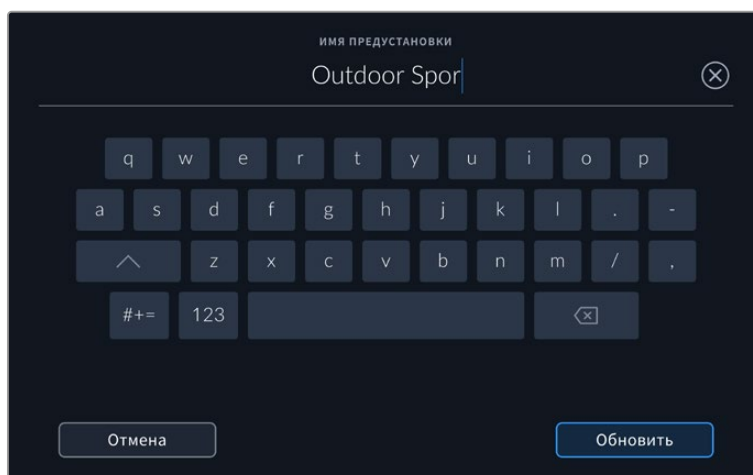 ИМЯ ПРЕДУСТАНОВКИ
Outdoor Spor
q w e r t y u i o p
a s d f g h j k l . -
z x c v b n m / ,
#+= 123
Отмена Обновить